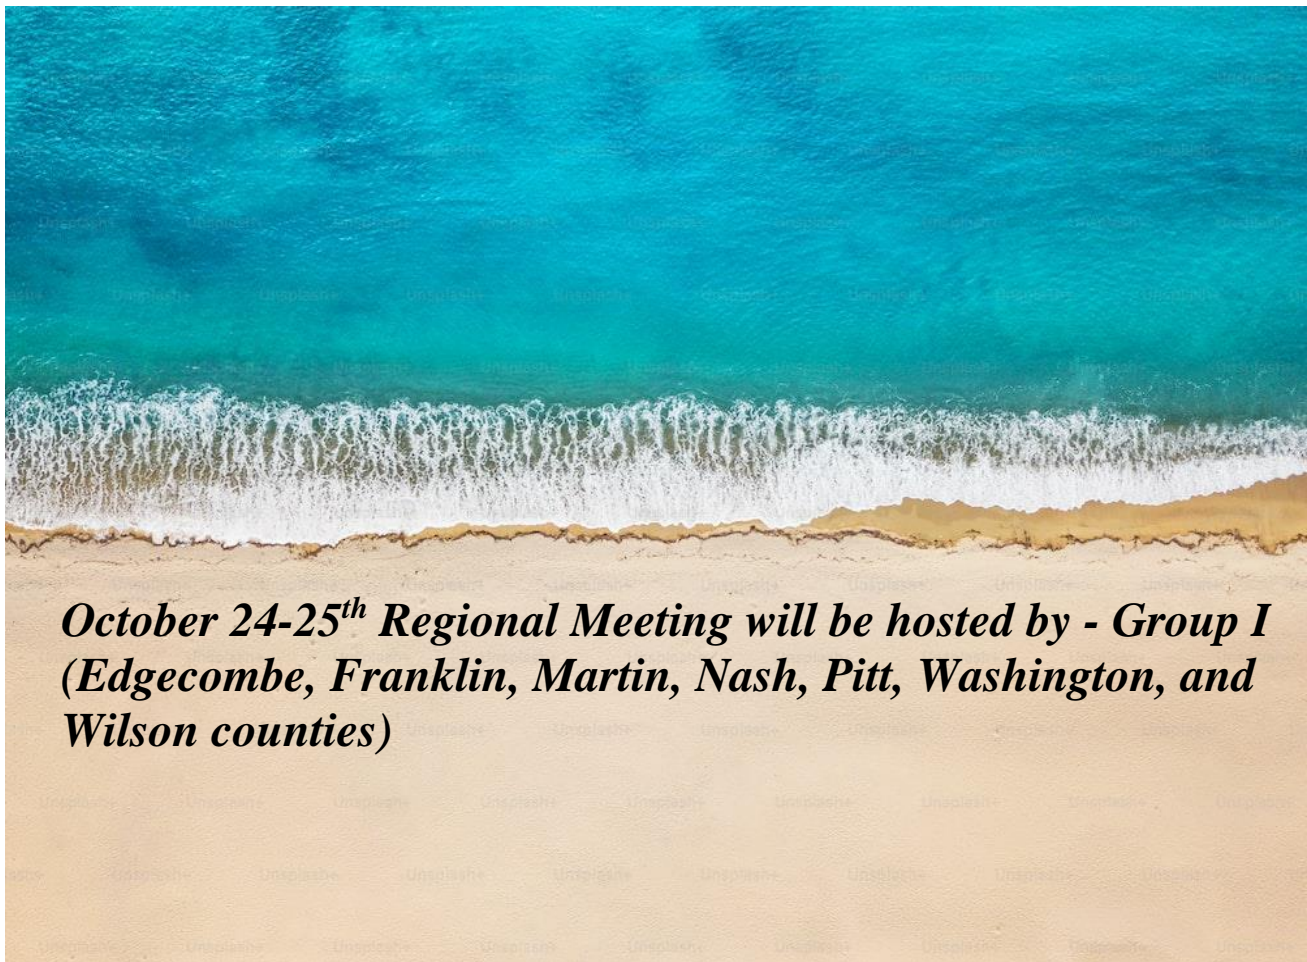 October 24-25th Regional Meeting will be hosted by - Group I
(Edgecombe, Franklin, Martin, Nash, Pitt, Washington, and
Wilson counties)